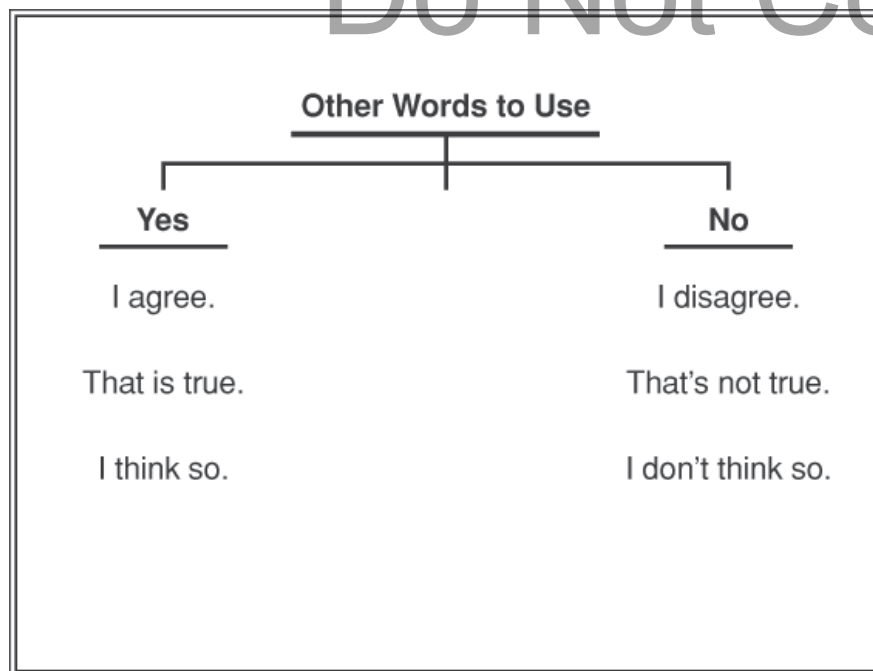 Do Not
Other Words to Use
Yes
No
I agree.
I disagree.
That is true.
That's not true.
I think so.
I don't think so.